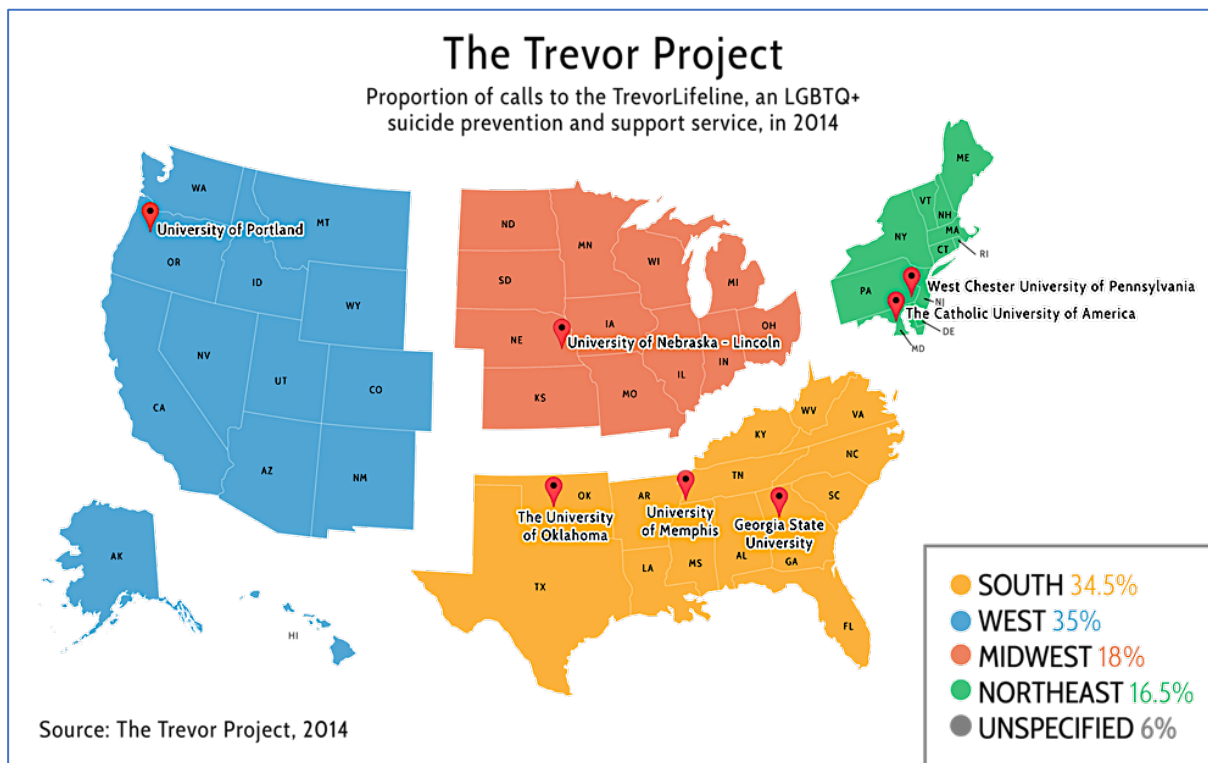 The Trevor Project
Proportion of calls to the TrevorLifeline, an LGBTQ+
suicide prevention and support service, in 2014
WA
MT
University of Portland
OR
ID
WY
NV
UT
CO
CA
AZ
NM
AK
HI
ND
MN
WI
SD
MI
IA
NE
University of Nebraska - Lincoln
OH
IL
IN
KS
MO
ME
VT
NH
NY
MA
CT
RI
PA
West Chester University of Pennsylvania
NJ
The Catholic University of America
DE
MD
WV
VA
KY
NC
TN
OK
AR
SC
The University
of Oklahoma
University
of Memphis
Georgia State
University
TX
LA
MS
AL
GA
FL
SOUTH 34.5%
WEST 35%
MIDWEST 18%
NORTHEAST 16.5%
UNSPECIFIED 6%
Source: The Trevor Project, 2014